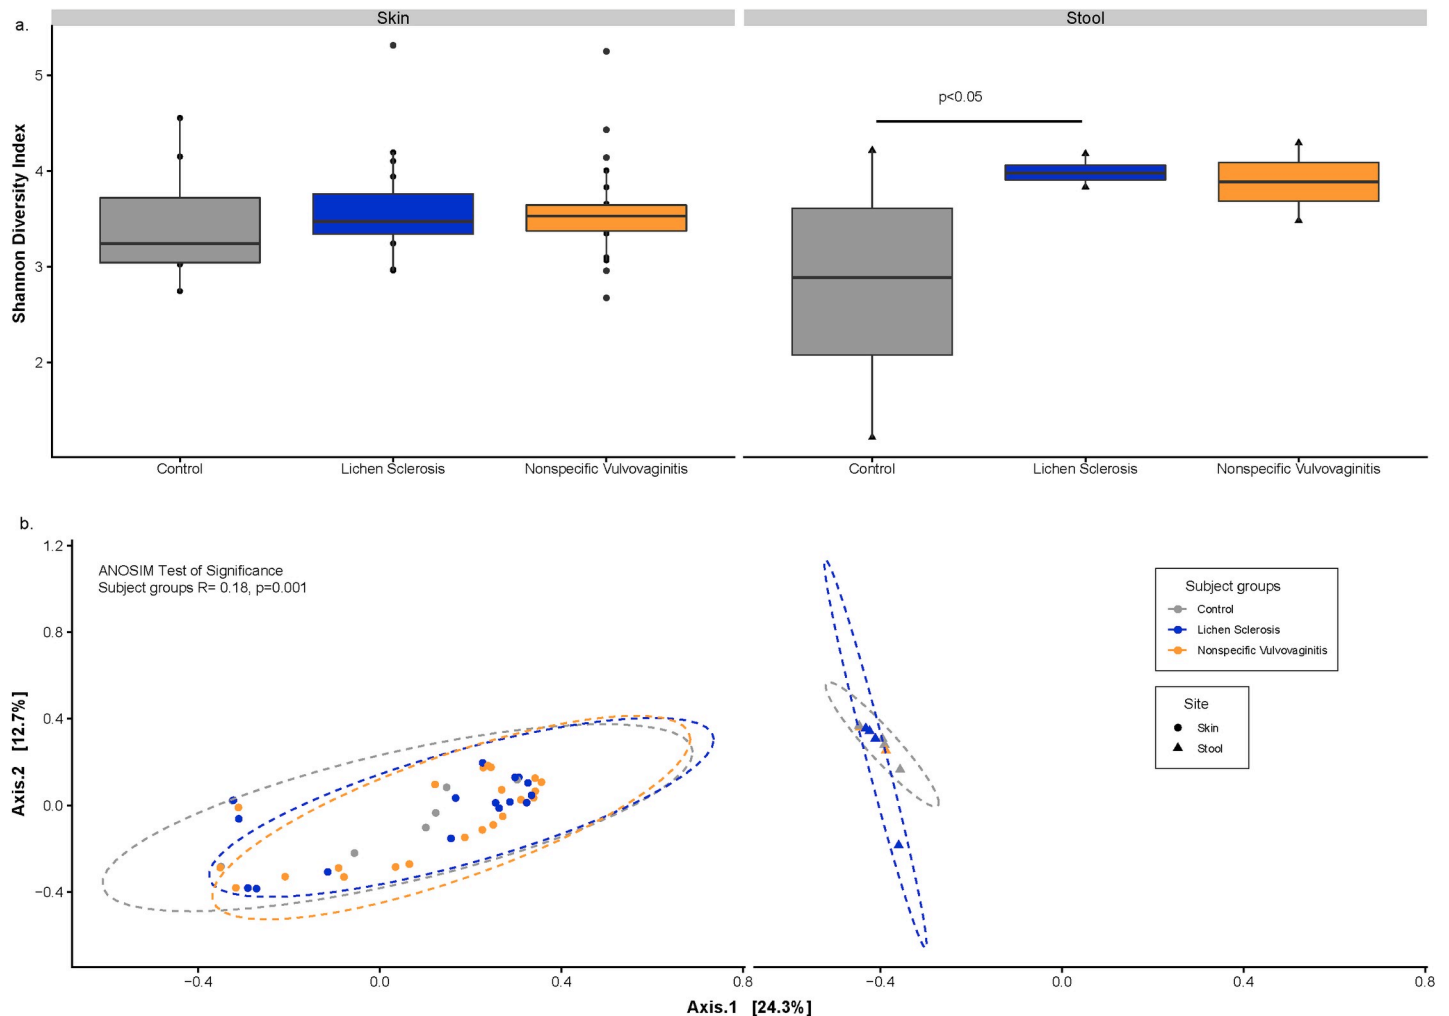 Skin
Stool
a.
p<0.05
5
4
3
2
Shannon Diversity Index
Control
Lichen Sclerosis
Nonspecific Vulvovaginitis
Control
Lichen Sclerosis
Nonspecific Vulvovaginitis
b.
1.2
0.8
0.4
0.0
−0.4
Axis.2 [12.7%]
ANOSIM Test of Significance
Subject groups R= 0.18, p=0.001
Subject groups
Control
Lichen Sclerosis
Nonspecific Vulvovaginitis
Site
Skin
Stool
−0.4
0.0
0.4
0.8
−0.4
0.0
0.4
0.8
Axis.1 [24.3%]